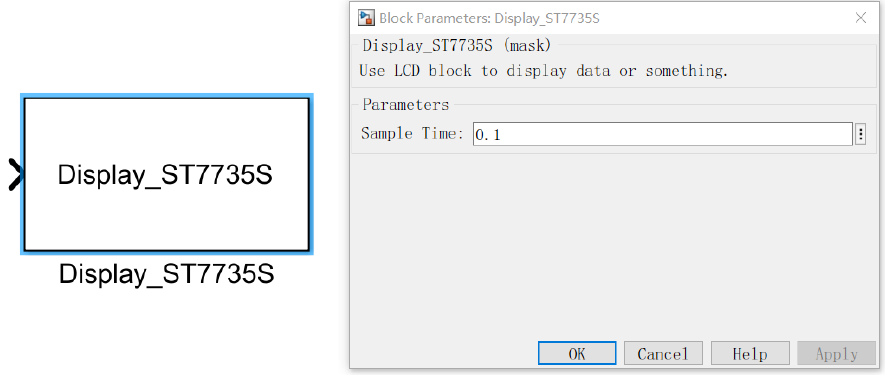 Display_ST7735S
Display_ST7735S
Block Parameters: Display_ST7735S
Display_ST7735S (mask)
Use LCD block to display data or something.
Parameters
Sample Time: 0.1
OK Cancel Help Apply